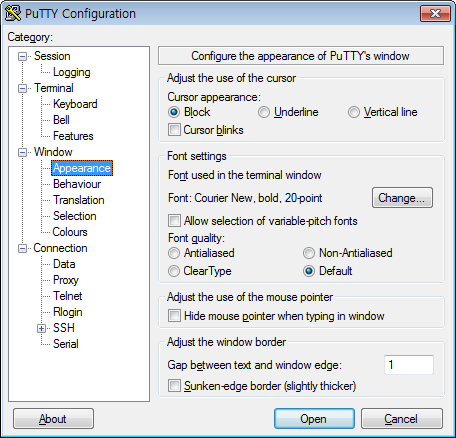 PuTTY Configuration
Category:
Session
Logging
Terminal
Keyboard
Bell
Features
Window
Appearance
Behaviour
Translation
Selection
Colours
Connection
Data
Proxy
Telnet
Rlogin
SSH
Serial
Configure the appearance of PuTTY's window
Adjust the use of the cursor
Cursor appearance:
Block Underline Vertical line
Cursor blinks
Font settings
Font used in the terminal window
Font: Courier New, bold, 20-point Change...
Allow selection of variable-pitch fonts
Font quality:
Antialiased Non-Antialiased
ClearType Default
Adjust the use of the mouse pointer
Hide mouse pointer when typing in window
Adjust the window border
Gap between text and window edge: 1
Sunken-edge border (slightly thicker)
About Open Cancel